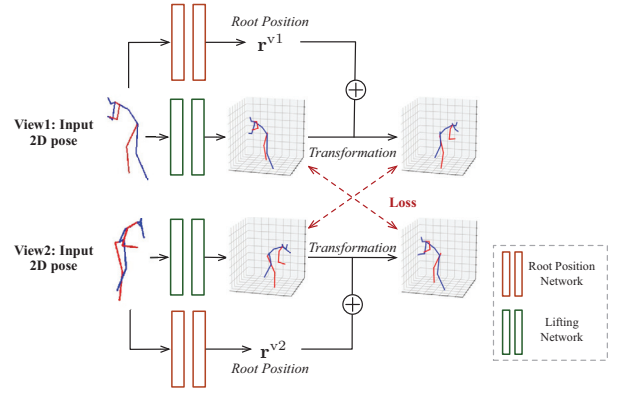 Root Position
r^v1
View1: Input
2D pose
Transformation
Loss
View2: Input
2D pose
Transformation
r^v2
Root Position
Root Position
Network
Lifting
Network